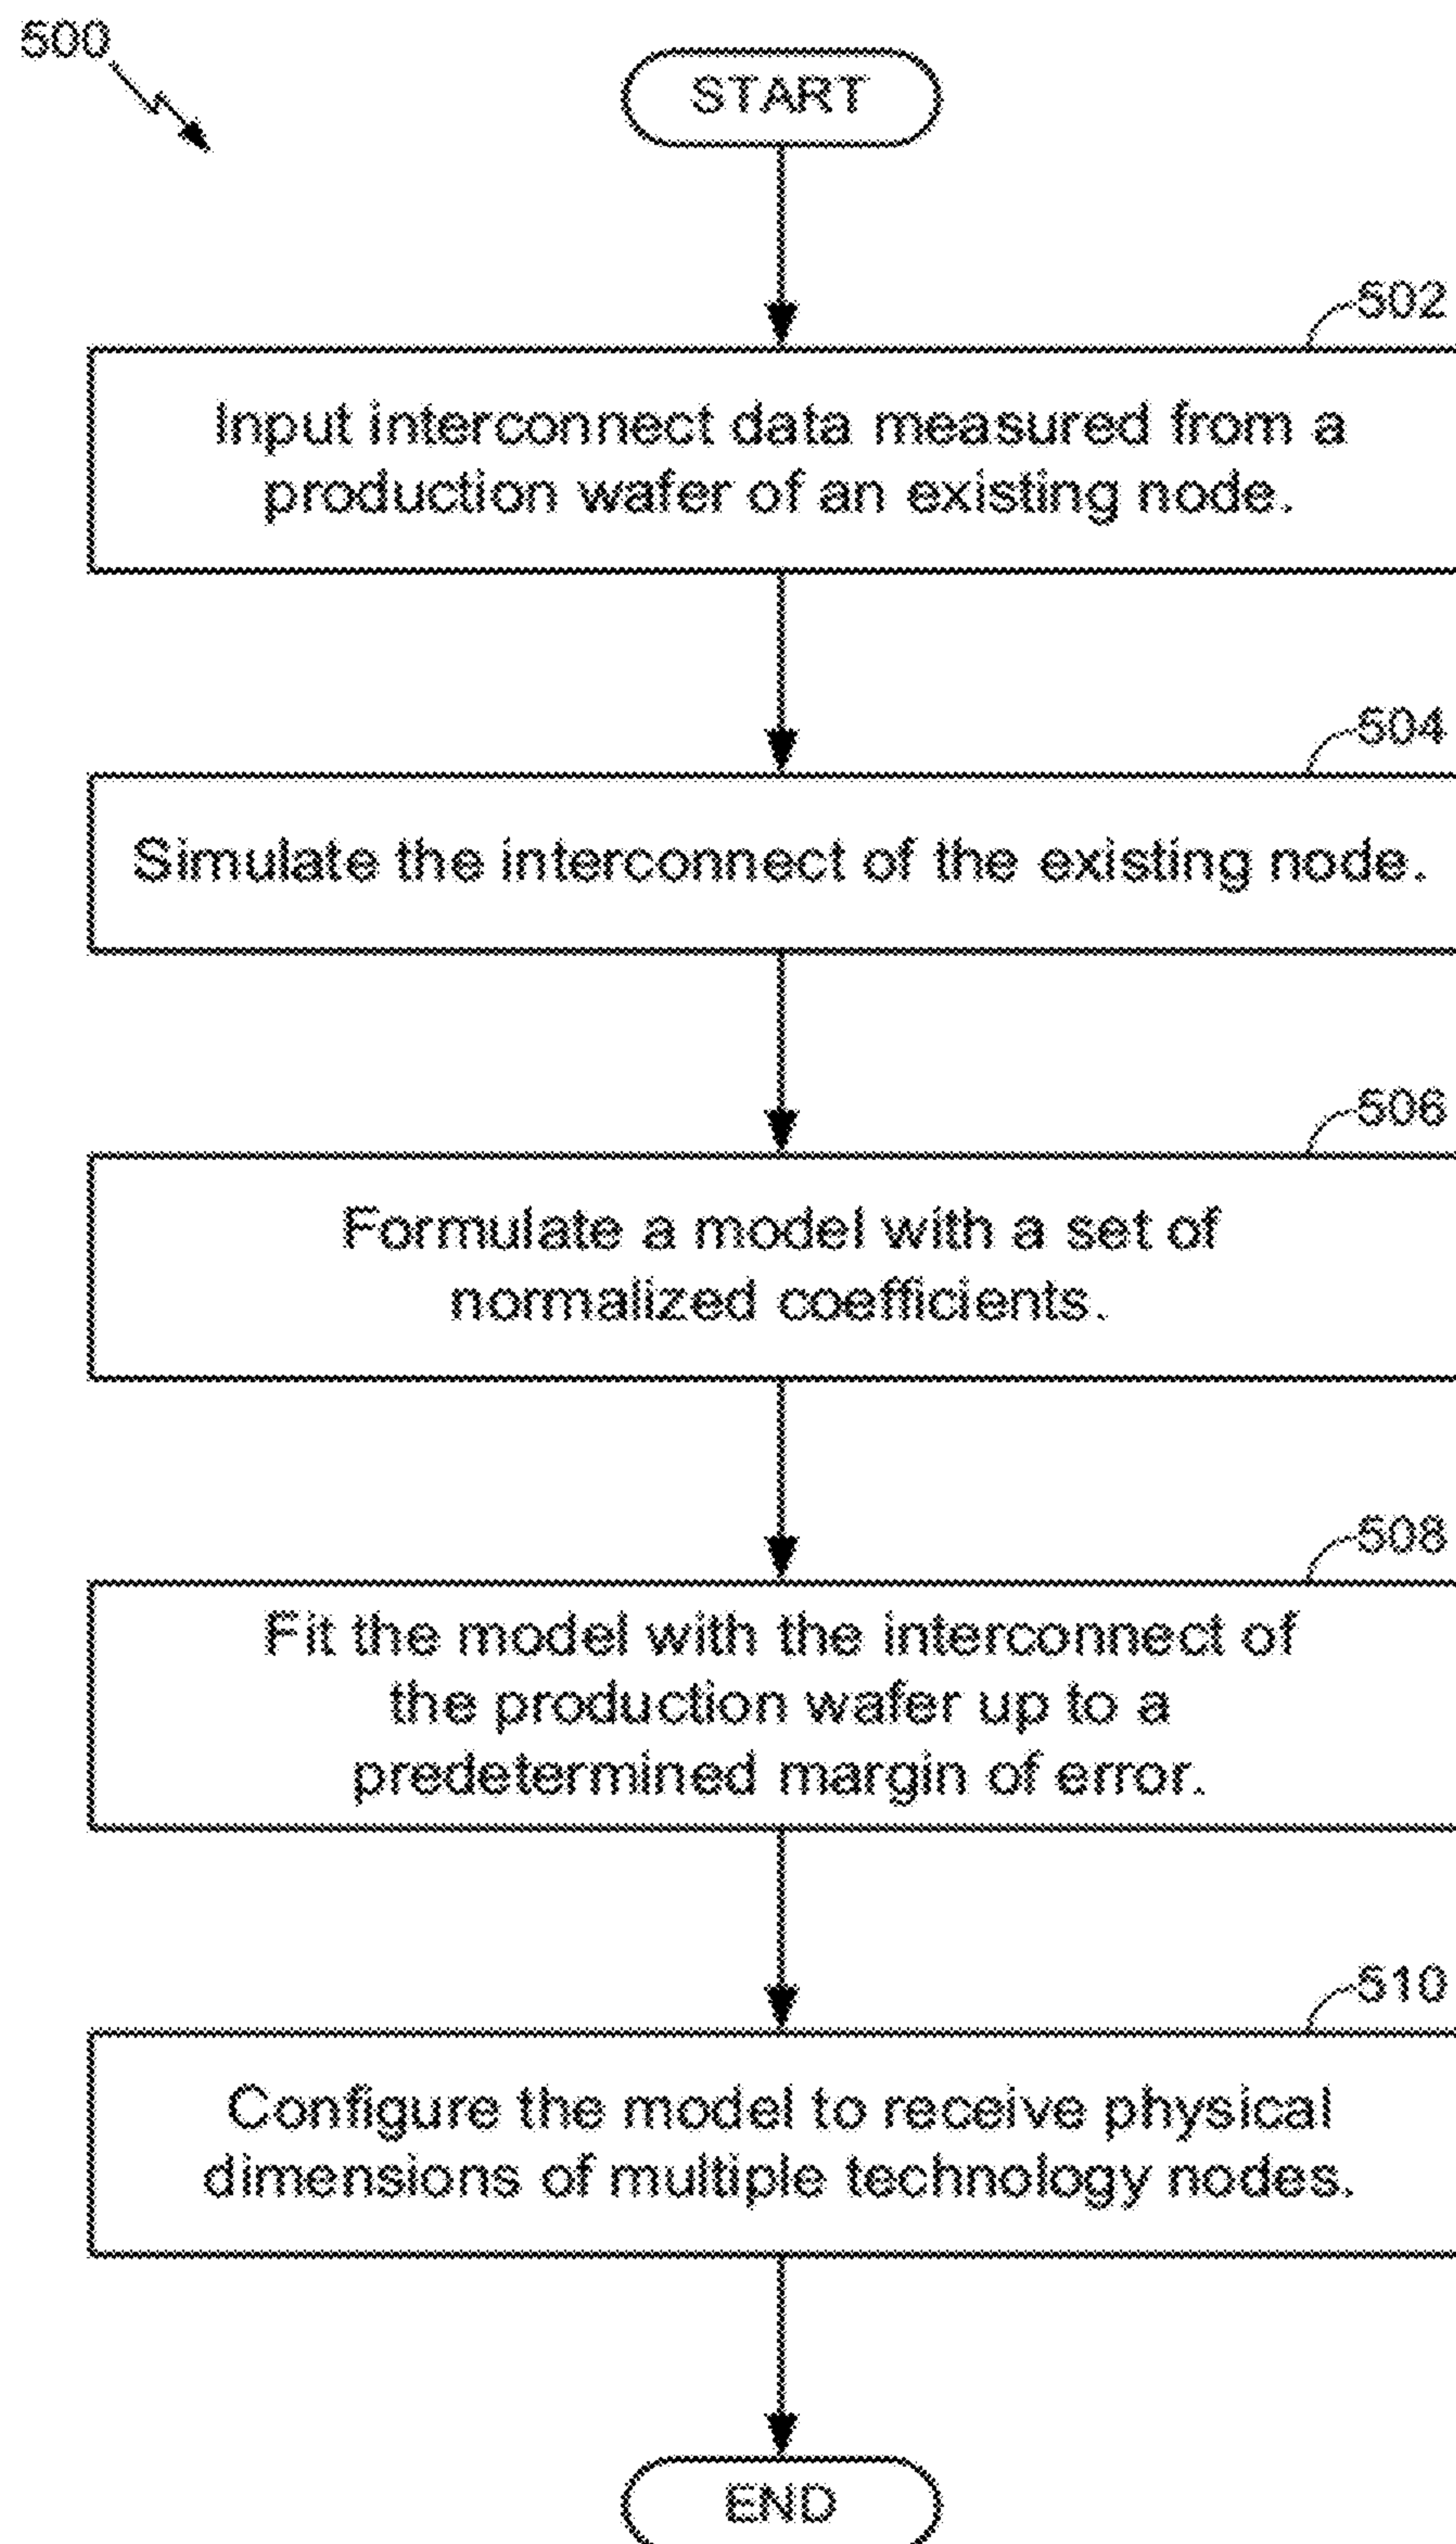 500
START
502
Input interconnect data measured from a
production wafer of an existing node.
504
Simulate the interconnect of the existing node.
506
Formulate a model with a set of
normalized coefficients.
508
Fit the model with the interconnect of
the production wafer up to a
predetermined margin of error.
510
Configure the model to receive physical
dimensions of multiple technology nodes.
END